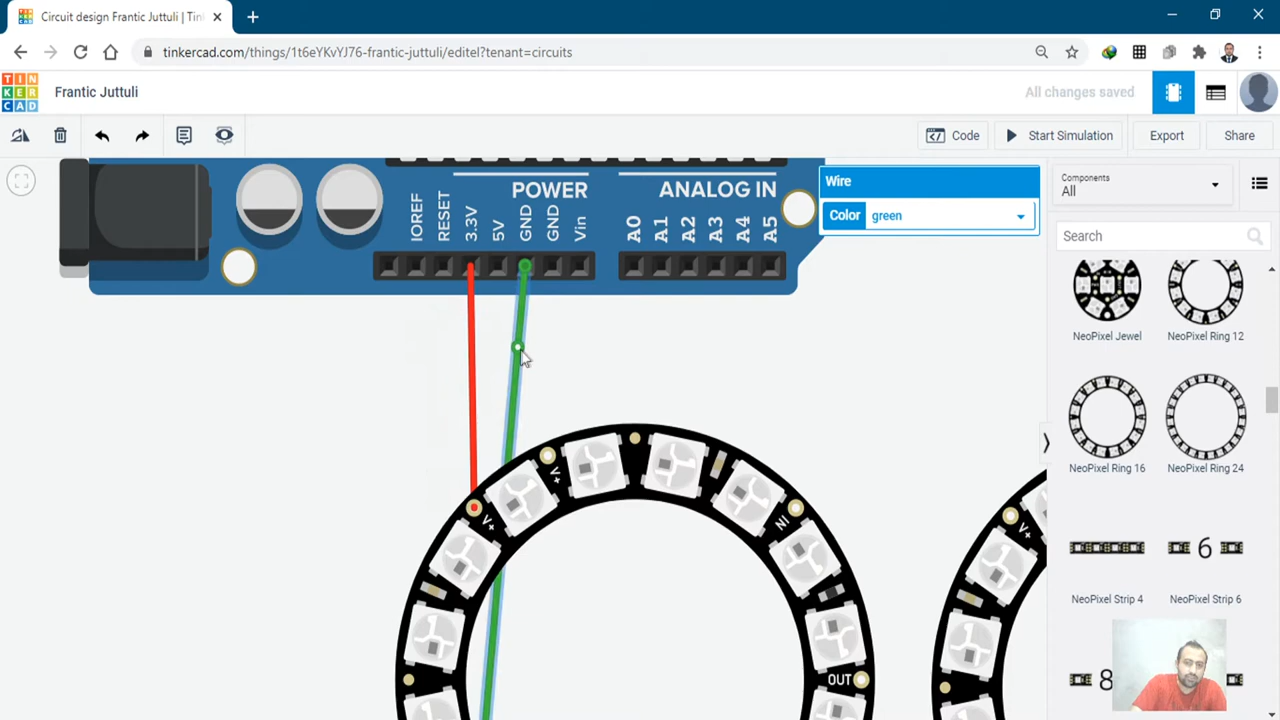 Circuit design Frantic Juttuli | Tin
tinkercad.com/things/1t6eYKvYJ76-frantic-juttuli/editel?tenant=circuits
TIN
KER
CAD
Frantic Juttuli
All changes saved
Code
Start Simulation
Export
Share
POWER
ANALOG IN
IOREF
RESET
3.3V
5V
GND
GND
Vin
A0
A1
A2
A3
A4
A5
Wire
Color
green
Components
All
Search
NeoPixel Jewel
NeoPixel Ring 12
NeoPixel Ring 16
NeoPixel Ring 24
6
NeoPixel Strip 4
NeoPixel Strip 6
8
V+
V+
IN
OUT
V+